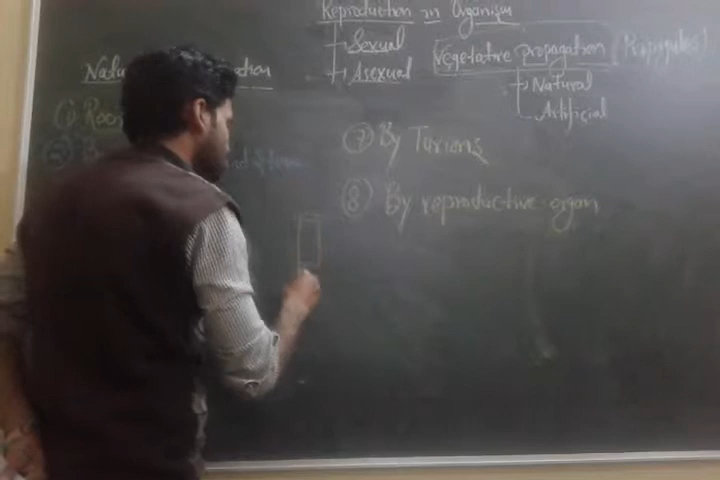 Reproduction in Organism
→ Sexual
→ Asexual
Vegetative propagation (Propagules)
→ Natural
→ Artificial
(i)
(7) By Turions
(8) By reproductive organ